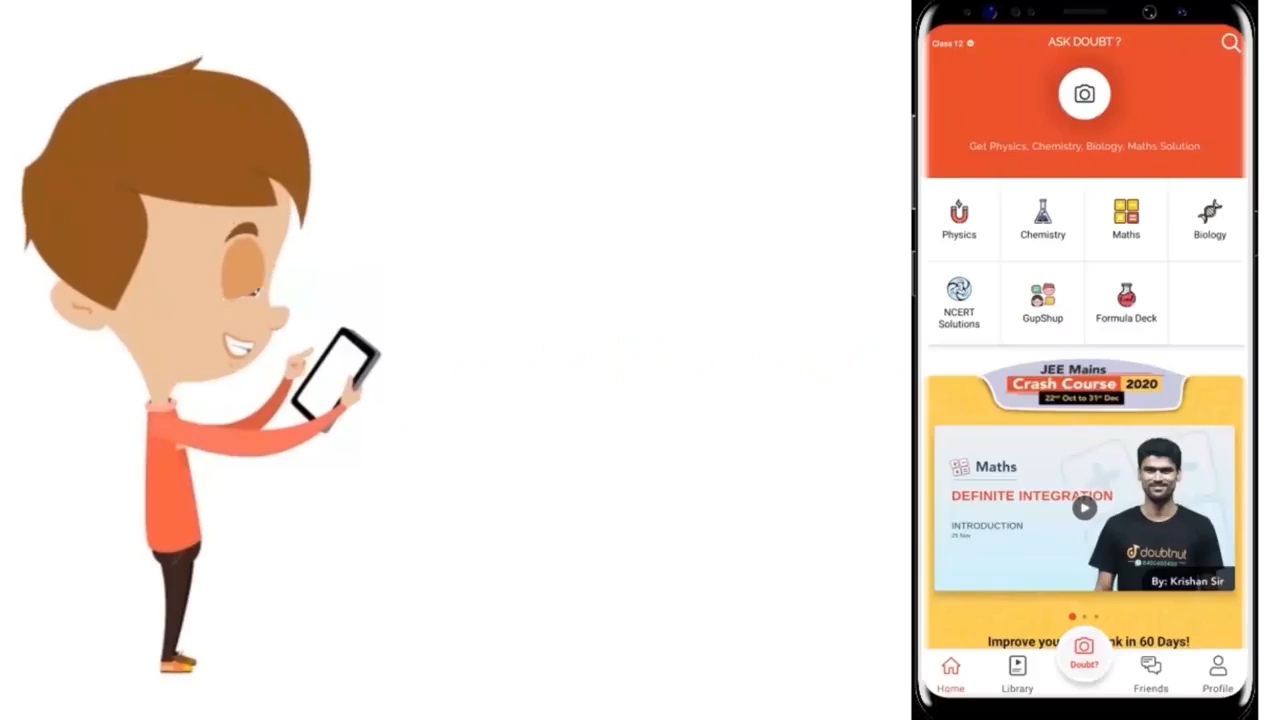 Class 12
ASK DOUBT ?
Get Physics, Chemistry, Biology, Maths Solution
Physics
Chemistry
Maths
Biology
NCERT
Solutions
GupShup
Formula Deck
JEE Mains
Crash Course 2020
22nd Oct to 31st Dec
Maths
DEFINITE INTEGRATION
INTRODUCTION
doubtnut
By: Krishan Sir
Improve you nk in 60 Days!
Doubt?
Home
Library
Friends
Profile